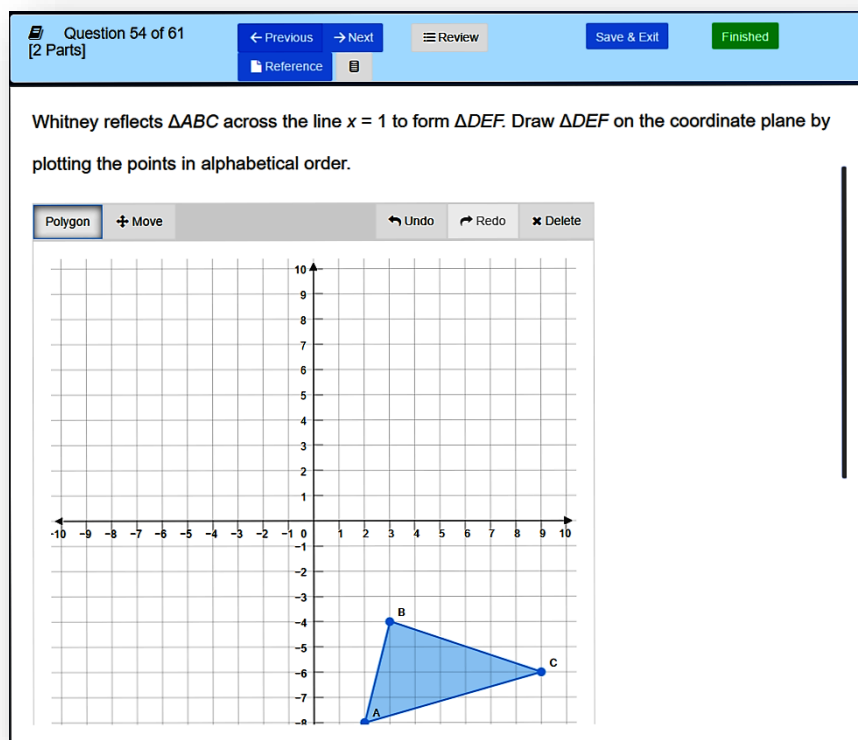 Question 54 of 61
[2 Parts]
← Previous → Next
Review
Save & Exit
Finished
Reference
Whitney reflects ΔABC across the line x = 1 to form ΔDEF. Draw ΔDEF on the coordinate plane by
plotting the points in alphabetical order.
Polygon Move Undo Redo × Delete
10
9
8
7
6
5
4
3
2
1
-10 -9 -8 -7 -6 -5 -4 -3 -2 -1 0 1 2 3 4 5 6 7 8 9 10
-1
-2
-3
B
-4
-5
C
-6
-7
A
-8